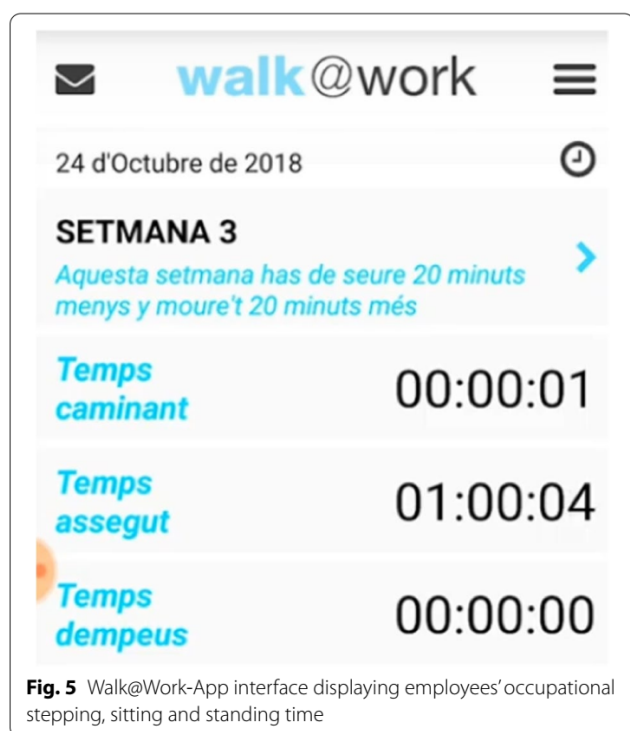 walk@work
24 d'Octubre de 2018
SETMANA 3
Aquesta setmana has de seure 20 minuts
menys y moure't 20 minuts més
Temps
caminant
00:00:01
Temps
assegut
01:00:04
Temps
dempeus
00:00:00
Fig. 5 Walk@Work-App interface displaying employees' occupational
stepping, sitting and standing time